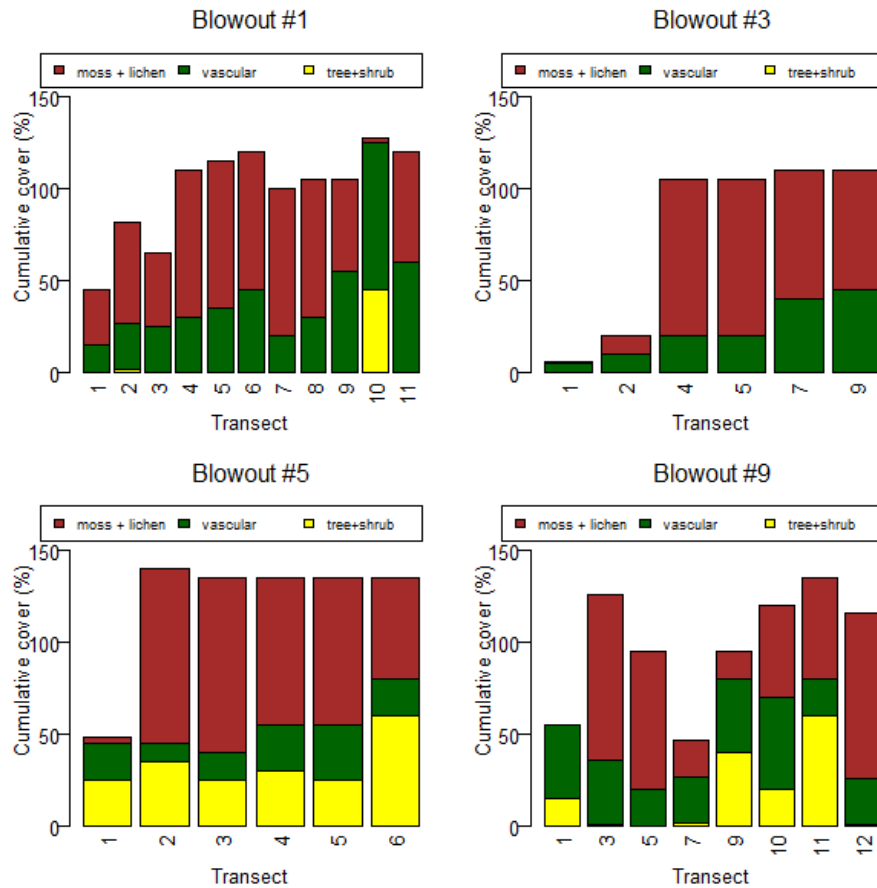 Blowout #1
moss + lichen vascular tree+shrub
150
100
50
0
Cumulative cover (%)
1 2 3 4 5 6 7 8 9 10 11
Transect
Blowout #3
moss + lichen vascular tree+shrub
150
100
50
0
Cumulative cover (%)
1 2 4 5 7 9
Transect
Blowout #5
moss + lichen vascular tree+shrub
150
100
50
0
Cumulative cover (%)
1 2 3 4 5 6
Transect
Blowout #9
moss + lichen vascular tree+shrub
150
100
50
0
Cumulative cover (%)
1 3 5 7 9 10 11 12
Transect